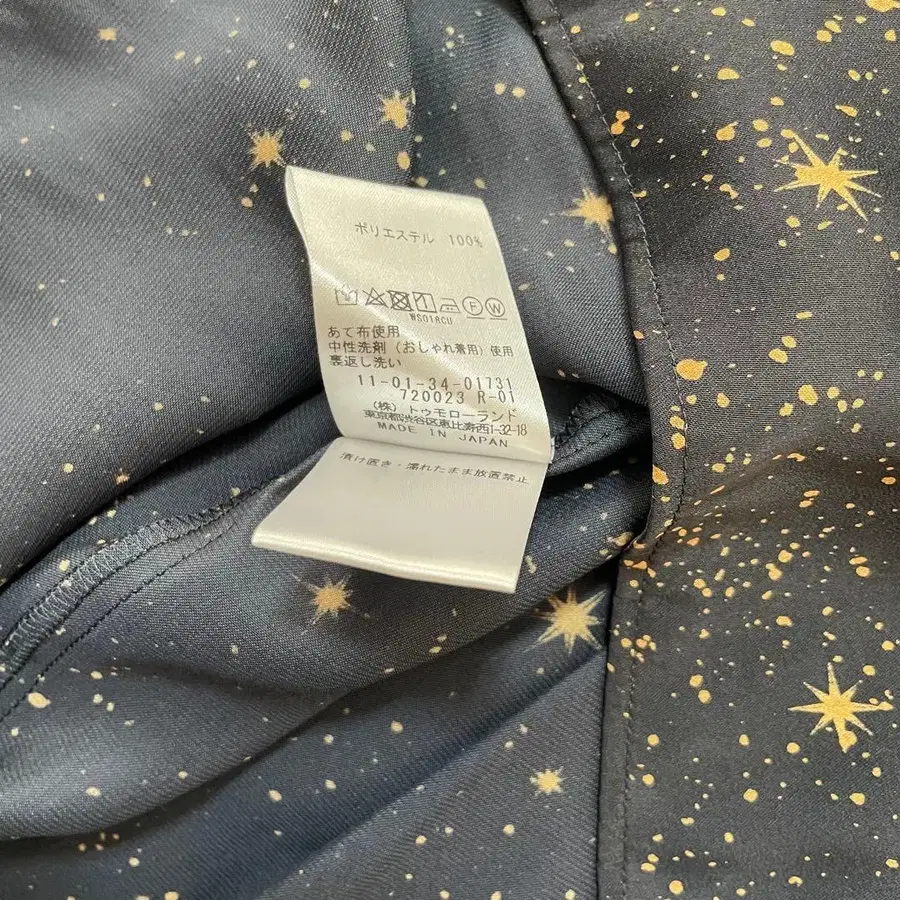 ポリエステル 100%
F W
WS01ACU
あて布使用
中性洗剤 (おしゃれ着用) 使用
裏返し洗い
11-01-34-01731
720023 R-01
(株) トゥモローランド
東京都渋谷区恵比寿西1-32-18
MADE IN JAPAN
漬け置き・濡れたまま放置禁止